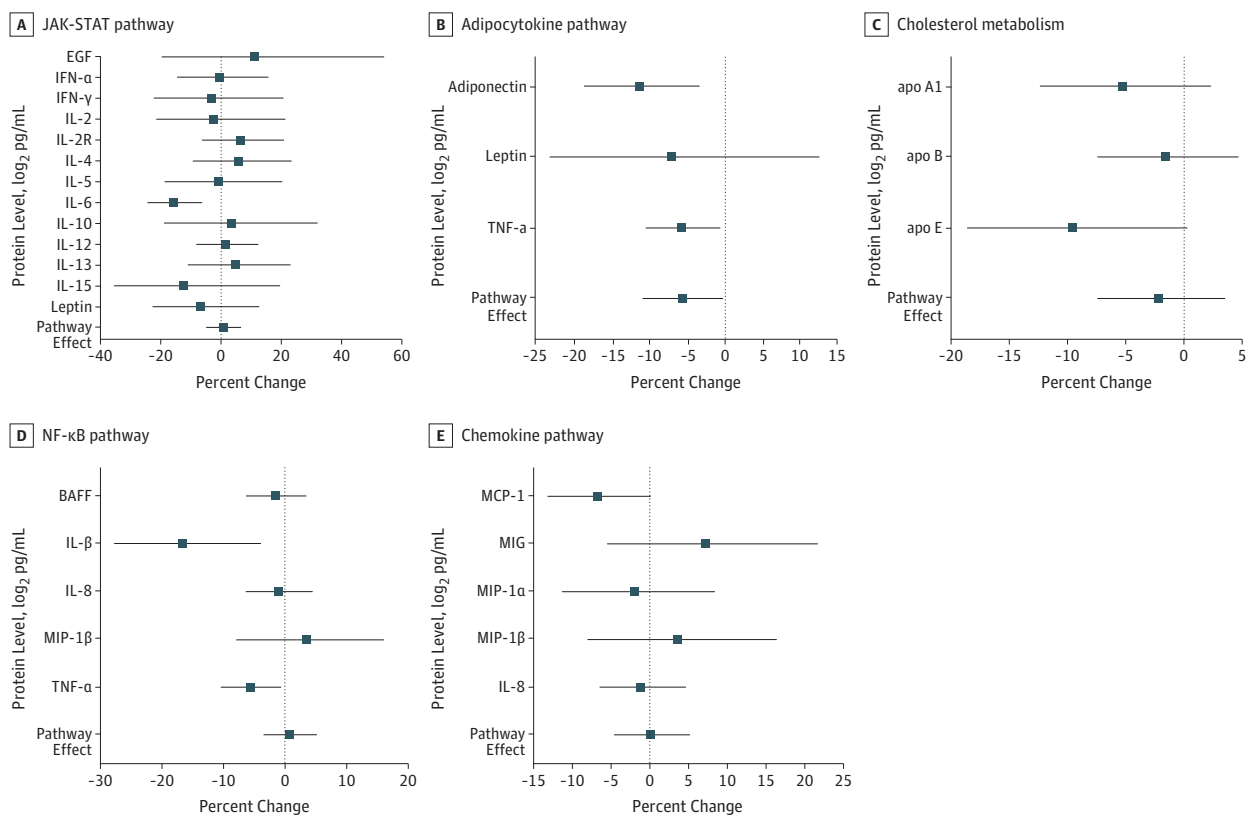 A JAK-STAT pathway
Protein Level, log2 pg/mL
EGF
IFN-α
IFN-γ
IL-2
IL-2R
IL-4
IL-5
IL-6
IL-10
IL-12
IL-13
IL-15
Leptin
Pathway
Effect
-40 -20 0 20 40 60
Percent Change
B Adipocytokine pathway
Protein Level, log2 pg/mL
Adiponectin
Leptin
TNF-a
Pathway
Effect
-25 -20 -15 -10 -5 0 5 10 15
Percent Change
C Cholesterol metabolism
Protein Level, log2 pg/mL
apo A1
apo B
apo E
Pathway
Effect
-20 -15 -10 -5 0 5
Percent Change
D NF-κB pathway
Protein Level, log2 pg/mL
BAFF
IL-β
IL-8
MIP-1β
TNF-α
Pathway
Effect
-30 -20 -10 0 10 20
Percent Change
E Chemokine pathway
Protein Level, log2 pg/mL
MCP-1
MIG
MIP-1α
MIP-1β
IL-8
Pathway
Effect
-15 -10 -5 0 5 10 15 20 25
Percent Change